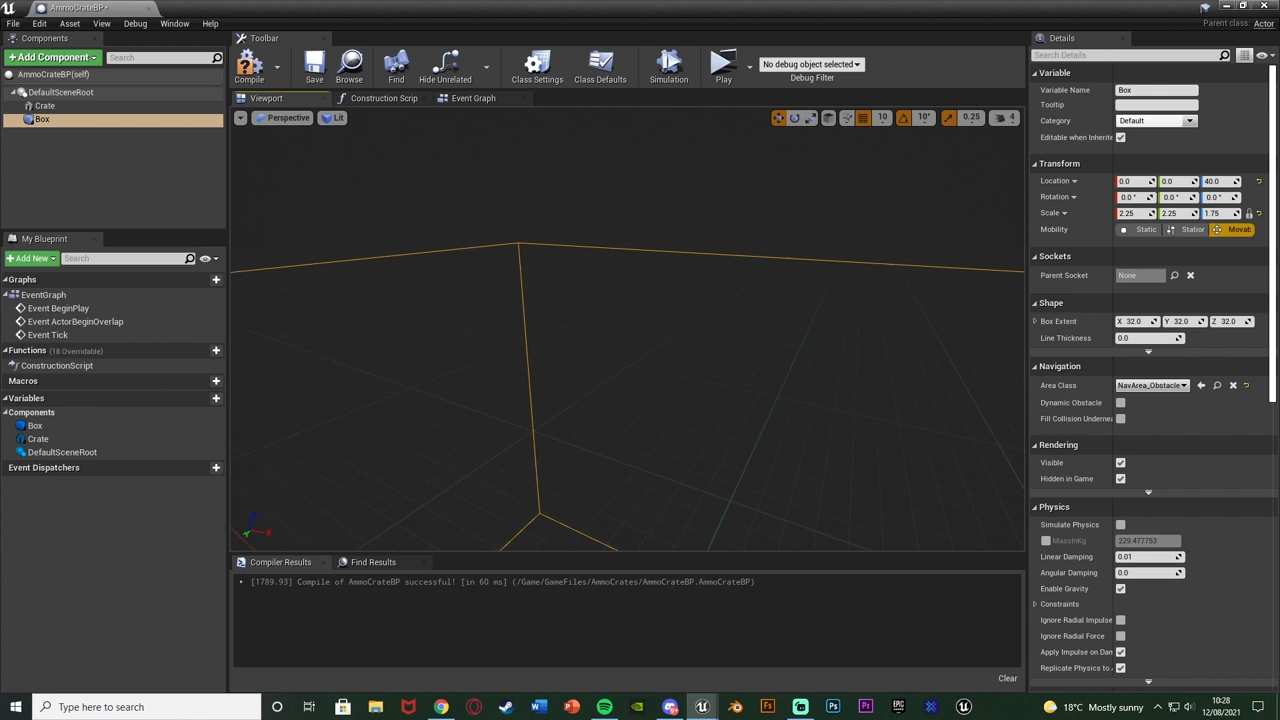 AmmoCrateBP*
File Edit Asset View Debug Window Help
Parent class: Actor
Components
+ Add Component
Search
AmmoCrateBP(self)
DefaultSceneRoot
Crate
Box
My Blueprint
+ Add New
Search
Graphs
EventGraph
Event BeginPlay
Event ActorBeginOverlap
Event Tick
Functions (18 Overridable)
ConstructionScript
Macros
Variables
Components
Box
Crate
DefaultSceneRoot
Event Dispatchers
Toolbar
Compile
Save
Browse
Find
Hide Unrelated
Class Settings
Class Defaults
Simulation
Play
No debug object selected
Debug Filter
Viewport
Construction Scrip
Event Graph
Perspective
Lit
10
10°
0.25
4
Z
X
Compiler Results
Find Results
[1789.93] Compile of AmmoCrateBP successful! [in 60 ms] (/Game/GameFiles/AmmoCrates/AmmoCrateBP.AmmoCrateBP)
Clear
Details
Search Details
Variable
Variable Name Box
Tooltip
Category Default
Editable when Inherite
Transform
Location 0.0 0.0 40.0
Rotation 0.0 ° 0.0 ° 0.0 °
Scale 2.25 2.25 1.75
Mobility Static Station Movab
Sockets
Parent Socket None
Shape
Box Extent X 32.0 Y 32.0 Z 32.0
Line Thickness 0.0
Navigation
Area Class NavArea_Obstacle
Dynamic Obstacle
Fill Collision Undernea
Rendering
Visible
Hidden in Game
Physics
Simulate Physics
MassInKg 229.477753
Linear Damping 0.01
Angular Damping 0.0
Enable Gravity
Constraints
Ignore Radial Impulse
Ignore Radial Force
Apply Impulse on Dam
Replicate Physics to A
Type here to search
18°C Mostly sunny
10:28
12/08/2021